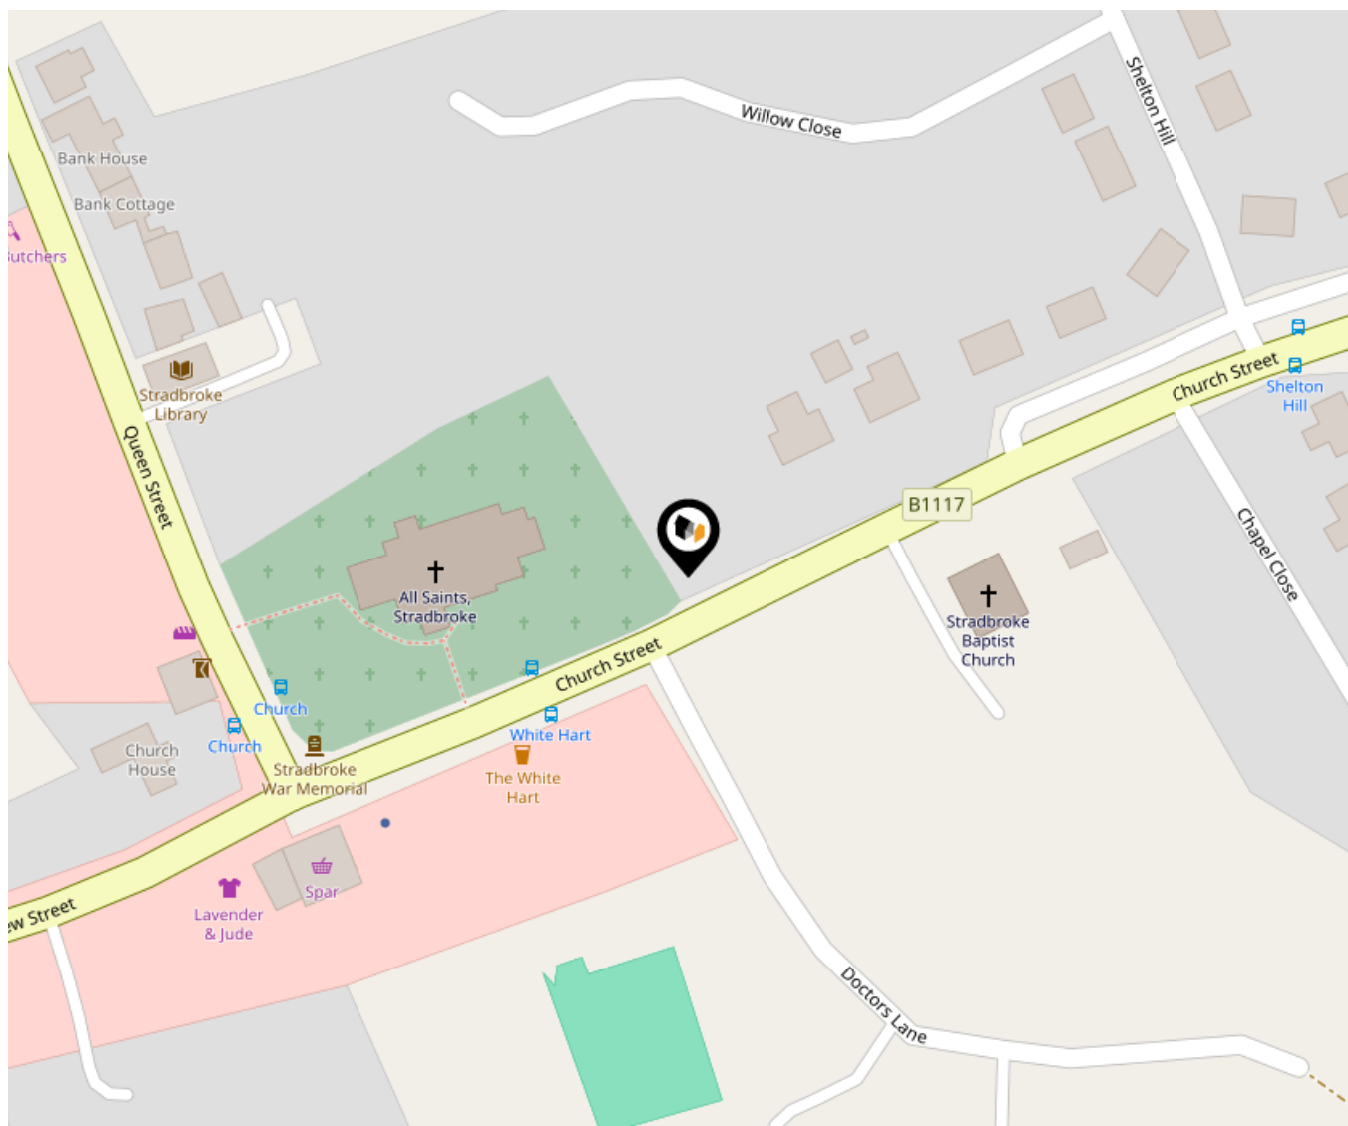 Shelton Hill
Willow Close
Bank House
Bank Cottage
Butchers
Church Street
Shelton
Hill
Stradbroke
Library
Queen Street
B1117
Chapel Close
All Saints,
Stradbroke
Stradbroke
Baptist
Church
Church Street
Church
Church
White Hart
Church
House
Stradbroke
War Memorial
The White
Hart
Spar
Lavender
& Jude
ew Street
Doctors Lane